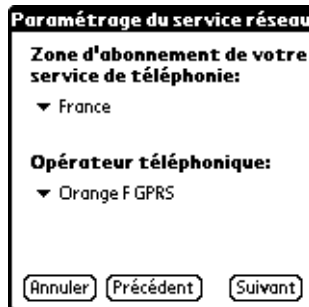 Paramétrage du service réseau
Zone d'abonnement de votre
service de téléphonie:
France
Opérateur téléphonique:
Orange F GPRS
Annuler Précédent Suivant